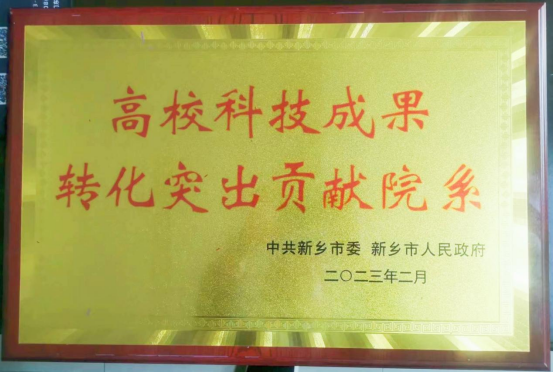 高校科技成果
转化突出贡献院系
中共新乡市委 新乡市人民政府
二〇二三年二月